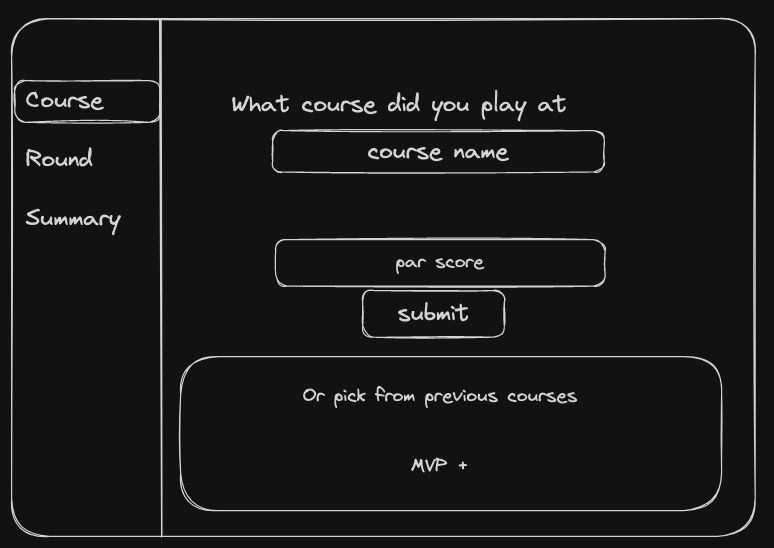 Course
Round
Summary
What course did you play at
course name
par score
submit
Or pick from previous courses
MVP +